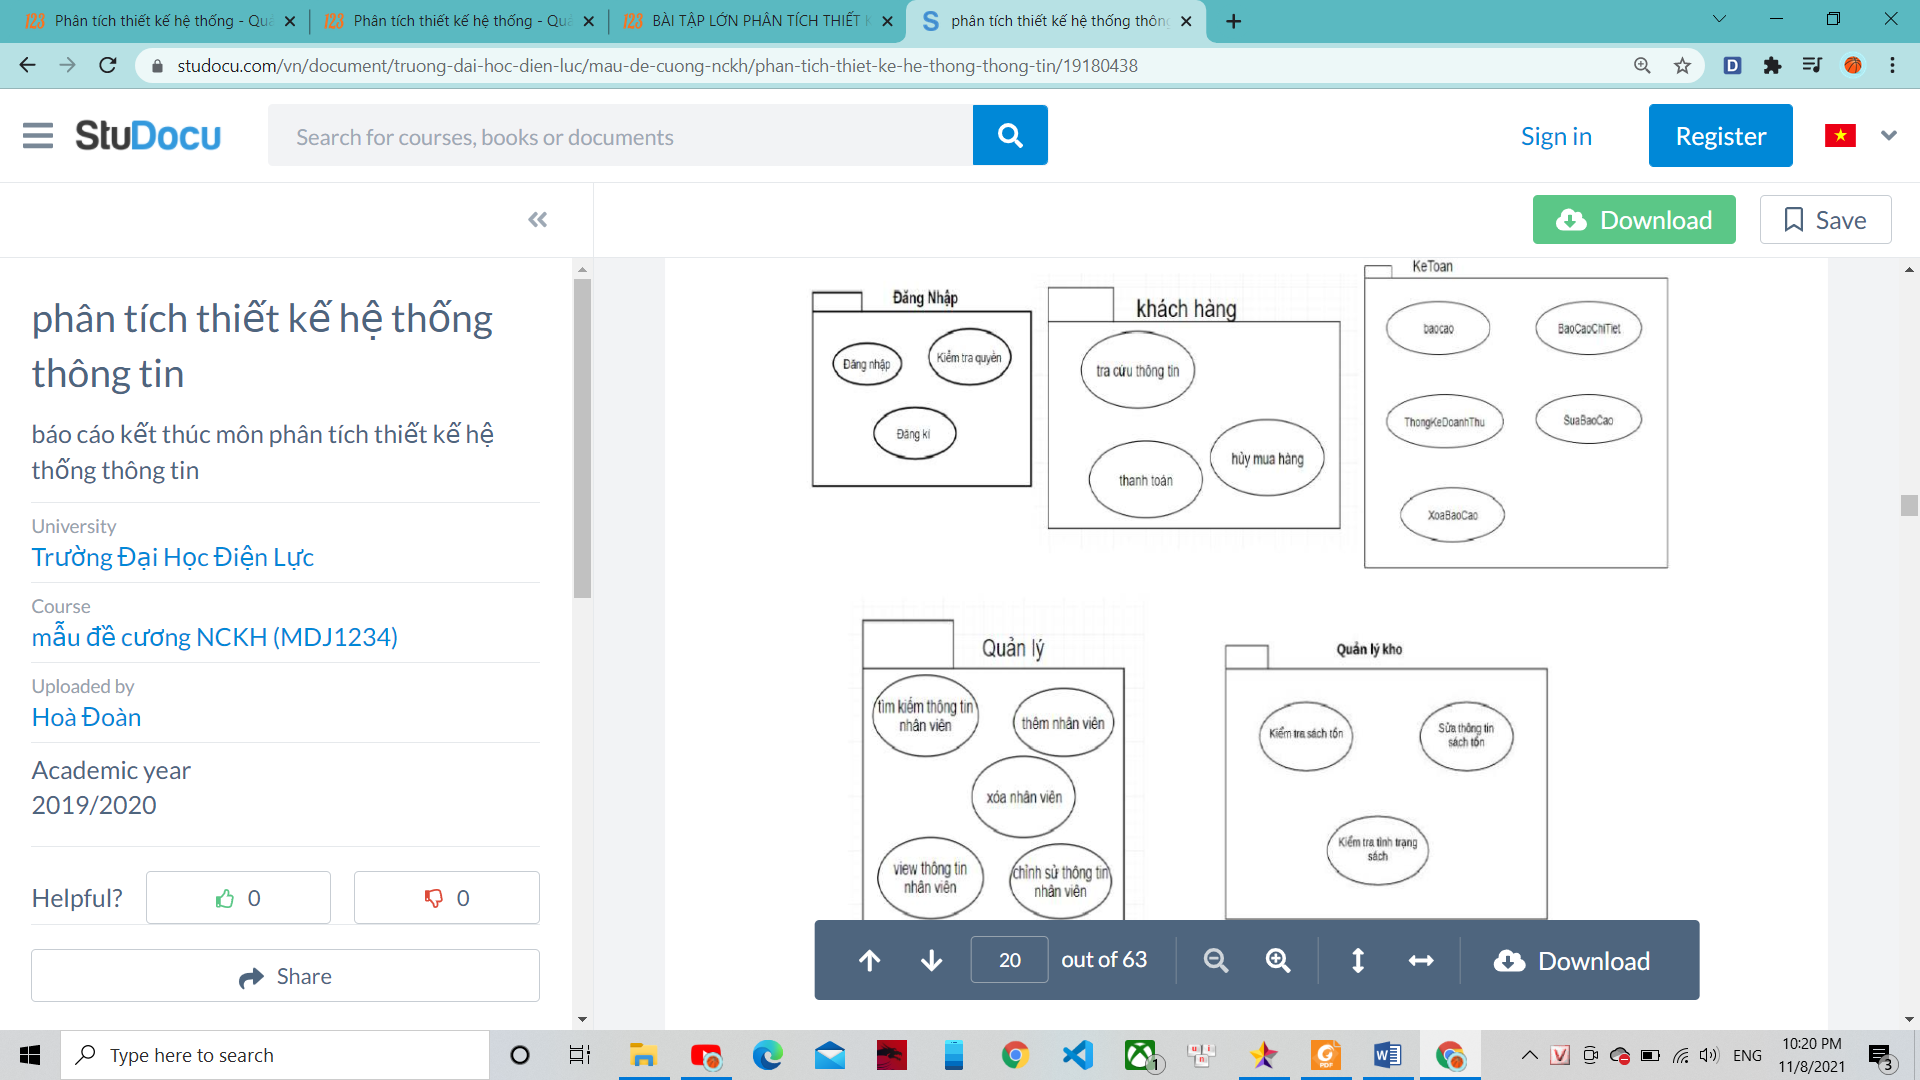 Phân tích thiết kế hệ thống - Quả
Phân tích thiết kế hệ thống - Quả
BÀI TẬP LỚN PHÂN TÍCH THIẾT K
phân tích thiết kế hệ thống thông
studocu.com/vn/document/truong-dai-hoc-dien-luc/mau-de-cuong-nckh/phan-tich-thiet-ke-he-thong-thong-tin/19180438
StuDocu
Search for courses, books or documents
Sign in
Register
Download
Save
phân tích thiết kế hệ thống
thông tin
báo cáo kết thúc môn phân tích thiết kế hệ
thống thông tin
University
Trường Đại Học Điện Lực
Course
mẫu đề cương NCKH (MDJ1234)
Uploaded by
Hoà Đoàn
Academic year
2019/2020
Helpful?
0
0
Share
Đăng Nhập
Đăng nhập
Kiểm tra quyền
Đăng kí
khách hàng
tra cứu thông tin
thanh toán
hủy mua hàng
KeToan
baocao
BaoCaoChiTiet
ThongKeDoanhThu
SuaBaoCao
XoaBaoCao
Quản lý
tìm kiếm thông tin
nhân viên
thêm nhân viên
xóa nhân viên
view thông tin
nhân viên
chỉnh sử thông tin
nhân viên
Quản lý kho
Kiểm tra sách tồn
Sửa thông tin
sách tồn
Kiểm tra tình trạng
sách
20
out of 63
Download
Type here to search
1
ENG
10:20 PM
11/8/2021
3